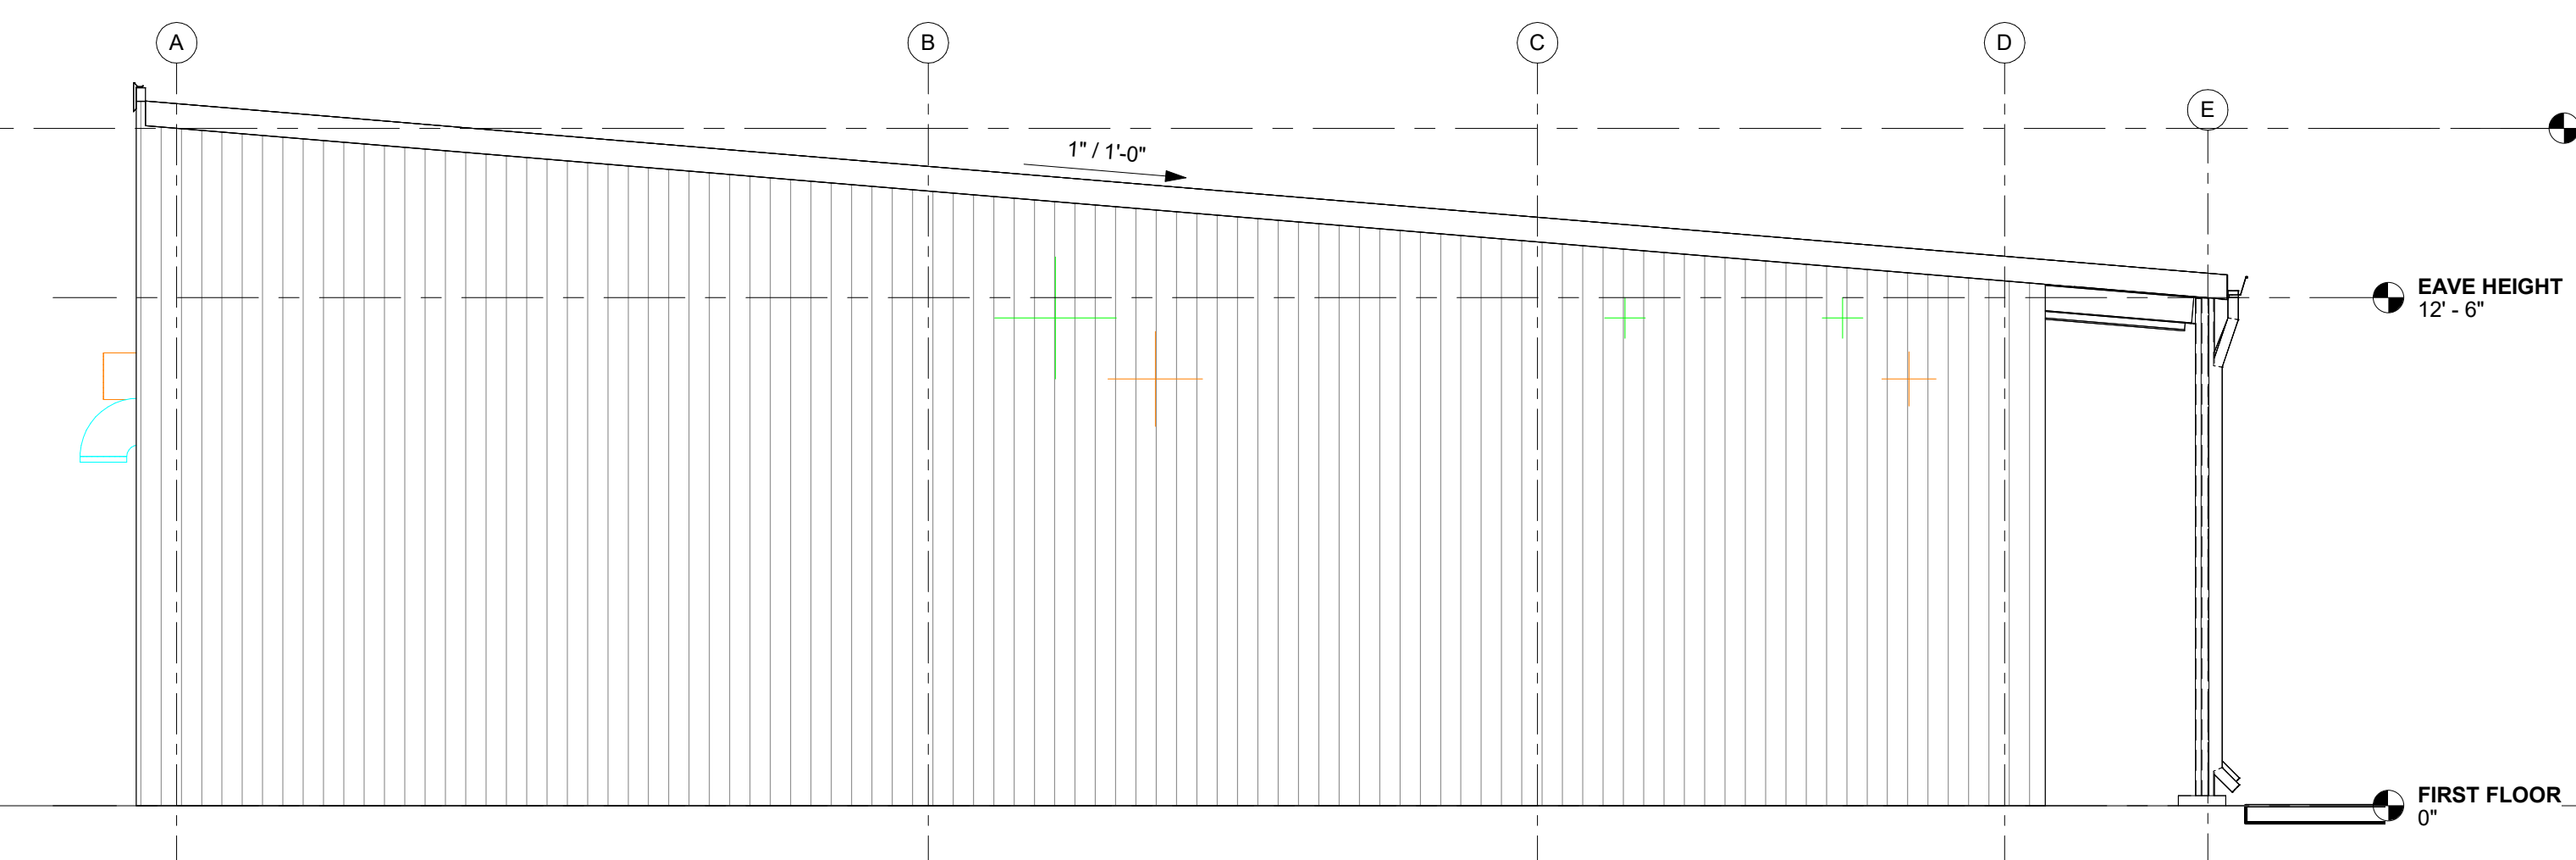 A
B
C
D
E
1" / 1'-0"
EAVE HEIGHT
12' - 6"
FIRST FLOOR
0"